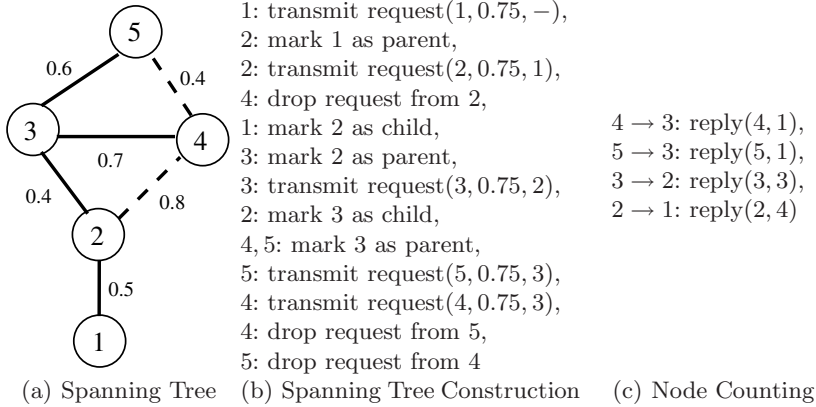 5
0.6
0.4
3
4
0.7
0.4
0.8
2
0.5
1
(a) Spanning Tree
1: transmit request(1, 0.75, −),
2: mark 1 as parent,
2: transmit request(2, 0.75, 1),
4: drop request from 2,
1: mark 2 as child,
3: mark 2 as parent,
3: transmit request(3, 0.75, 2),
2: mark 3 as child,
4, 5: mark 3 as parent,
5: transmit request(5, 0.75, 3),
4: transmit request(4, 0.75, 3),
4: drop request from 5,
5: drop request from 4
(b) Spanning Tree Construction
4 → 3: reply(4, 1),
5 → 3: reply(5, 1),
3 → 2: reply(3, 3),
2 → 1: reply(2, 4)
(c) Node Counting